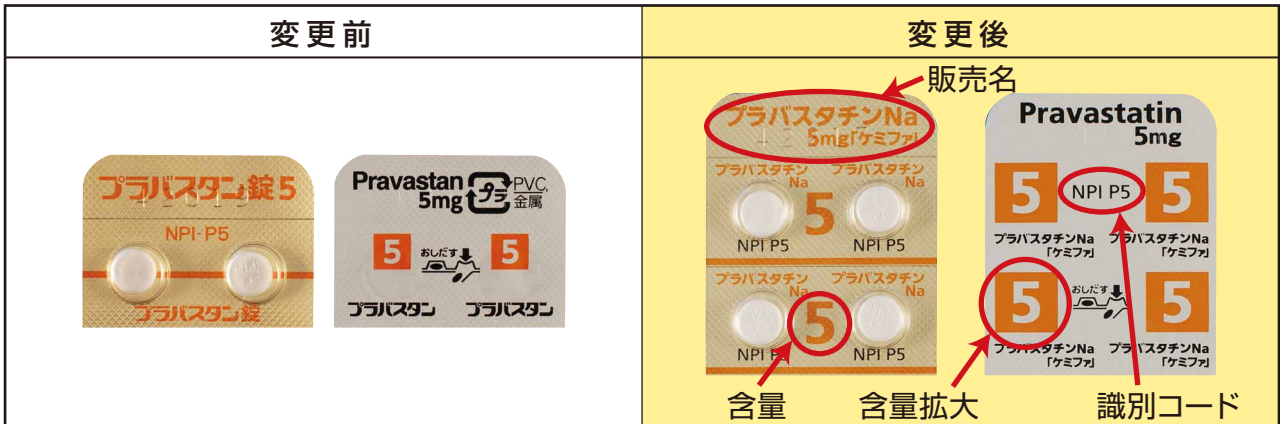 変更前
変更後
プラバスタン錠5
NPI-P5
プラバスタン錠
Pravastan
5mg
プラ
PVC,
金属
5
おしだす
5
プラバスタン
プラバスタン
販売名
プラバスタチンNa
5mg「ケミファ」
プラバスタチン
Na
プラバスタチン
Na
5
NPI P5
NPI P5
プラバスタチン
Na
プラバスタチン
Na
5
NPI P5
NPI P5
Pravastatin
5mg
5
NPI P5
5
プラバスタチンNa
「ケミファ」
プラバスタチンNa
「ケミファ」
5
おしだす
5
プラバスタチンNa
「ケミファ」
プラバスタチンNa
「ケミファ」
含量
含量拡大
識別コード